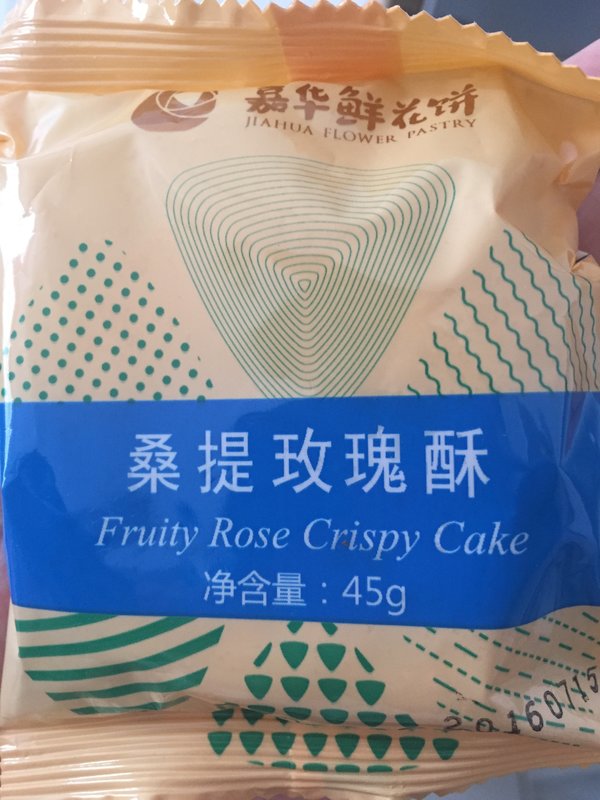 嘉华鲜花饼
JIAHUA FLOWER PASTRY
桑提玫瑰酥
Fruity Rose Crispy Cake
净含量：45g
20160715